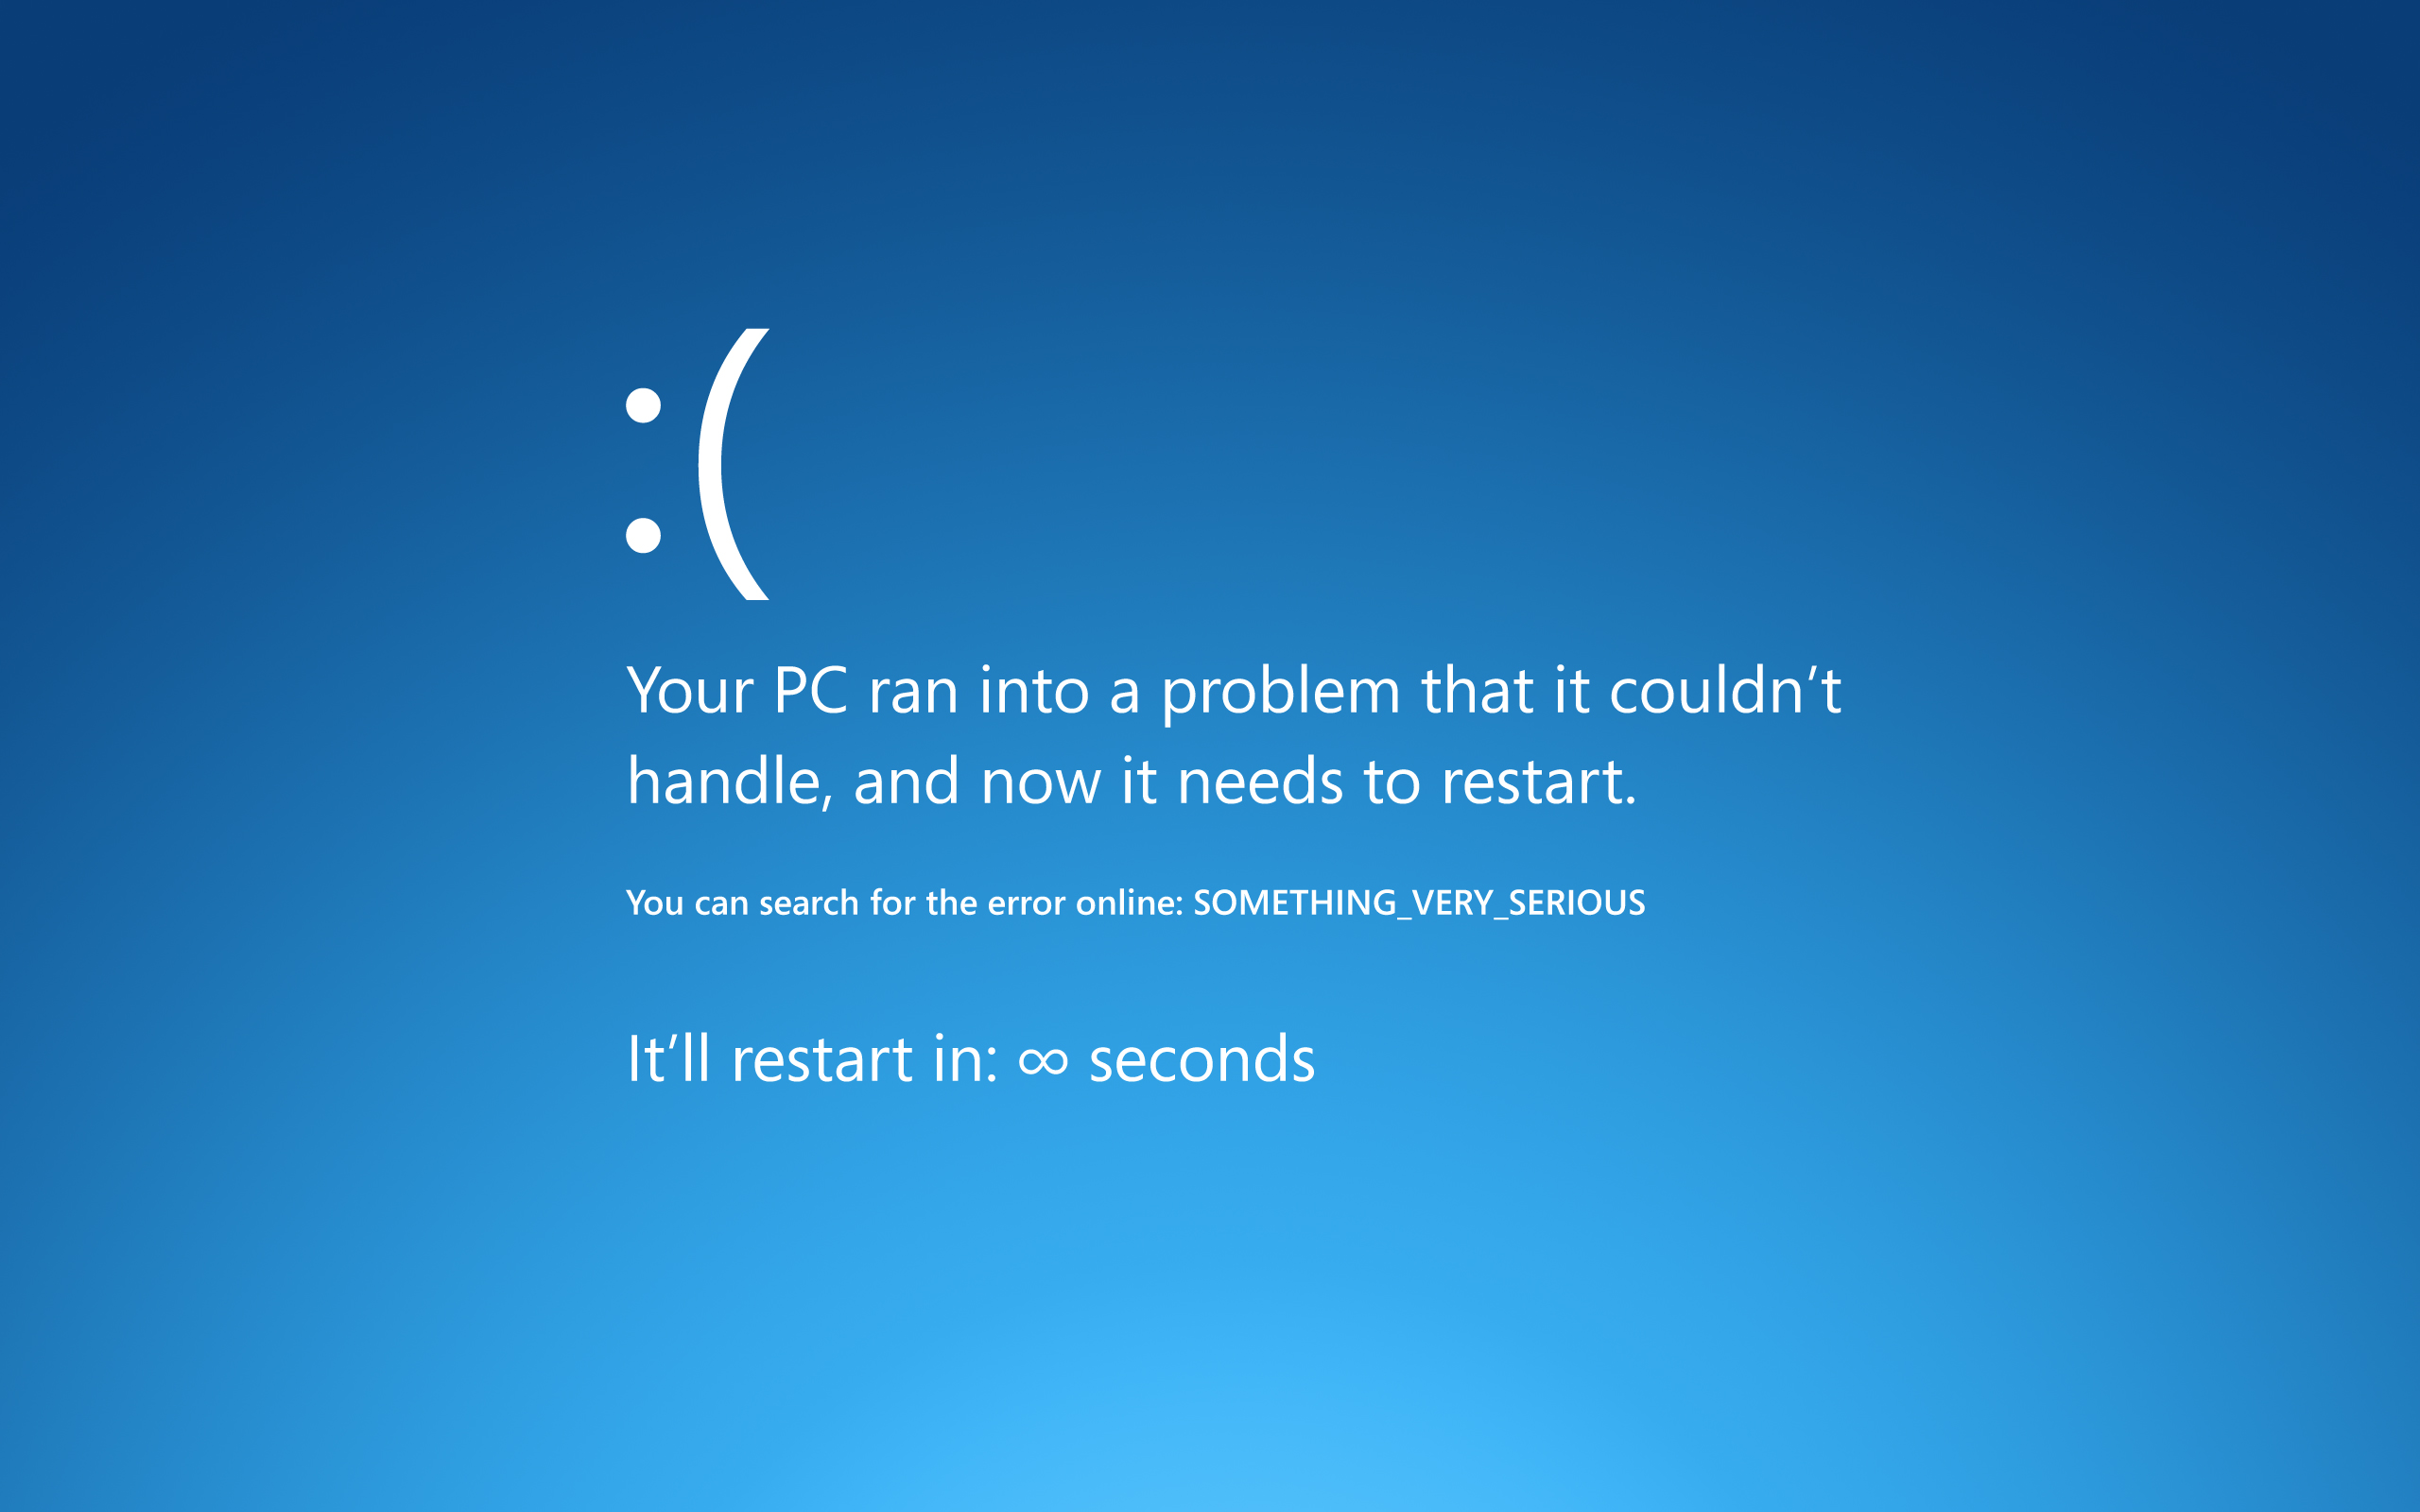 :(
Your PC ran into a problem that it couldn’t
handle, and now it needs to restart.
You can search for the error online: SOMETHING_VERY_SERIOUS
It’ll restart in: ∞ seconds